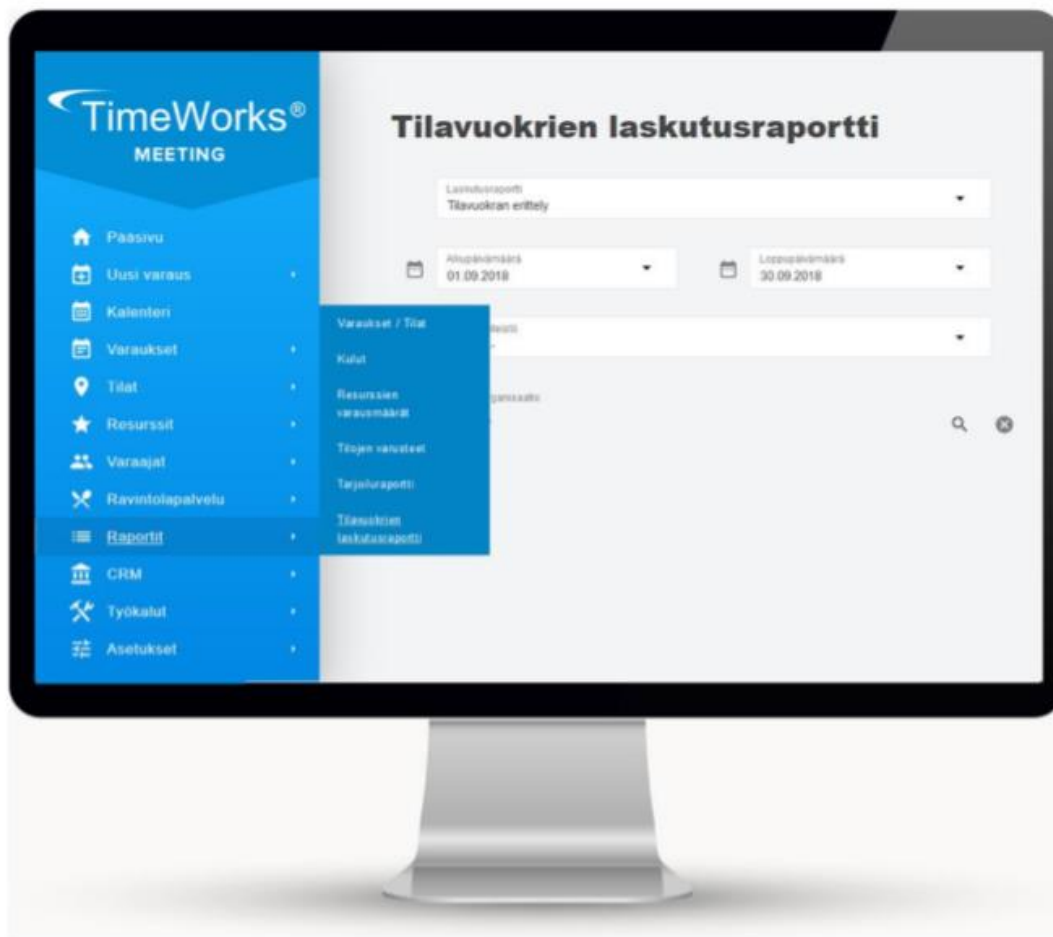 TimeWorks®
MEETING
Pääsivu
Uusi varaus
Kalenteri
Varaukset
Tilat
Resurssit
Varaajat
Ravintolapalvelu
Raportit
CRM
Työkalut
Asetukset
Varaukset / Tilat
Kulut
Resurssien
varausmäärät
Tilojen varusteet
Tarjoiluraportti
Tilavuokrien
laskutusraportti
Tilavuokrien laskutusraportti
Laskutusraportti
Tilavuokran erittely
Alkupäivämäärä
01.09.2018
Loppupäivämäärä
30.09.2018